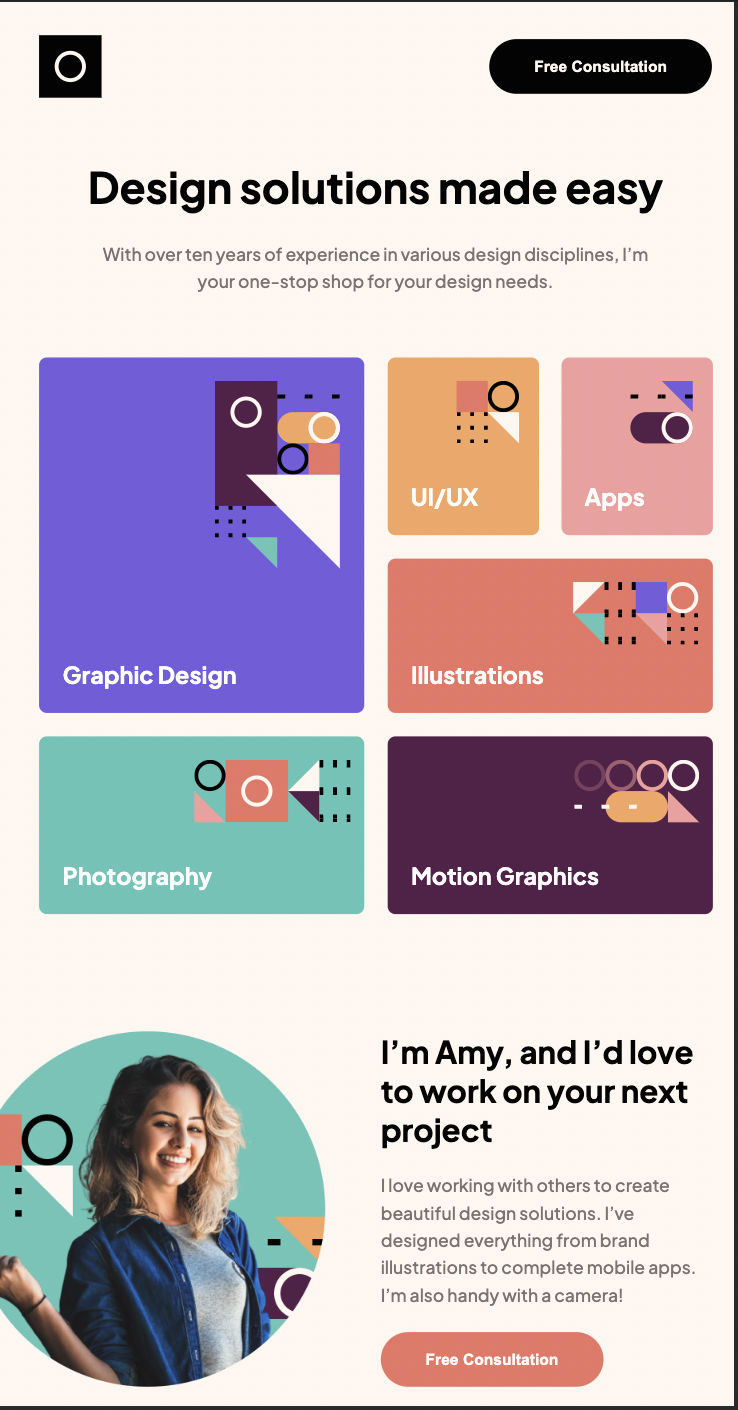 Free Consultation
Design solutions made easy
With over ten years of experience in various design disciplines, I’m
your one-stop shop for your design needs.
Graphic Design
UI/UX
Apps
Illustrations
Photography
Motion Graphics
I’m Amy, and I’d love
to work on your next
project
I love working with others to create
beautiful design solutions. I’ve
designed everything from brand
illustrations to complete mobile apps.
I’m also handy with a camera!
Free Consultation